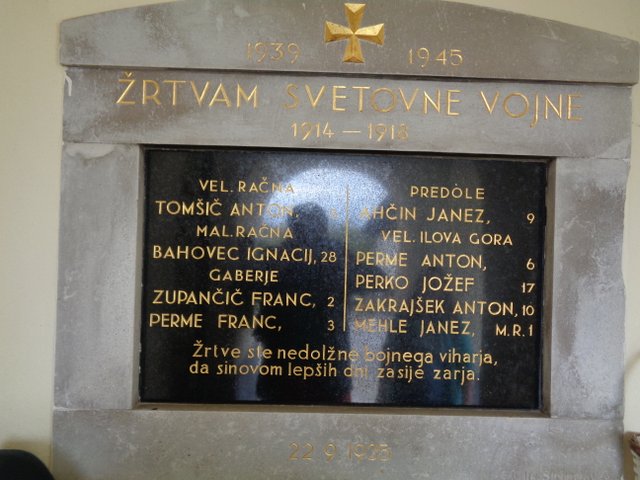 1939 1945
ŽRTVAM SVETOVNE VOJNE
1914 – 1918
VEL. RAČNA
TOMŠIČ ANTON,
MAL. RAČNA
BAHOVEC IGNACIJ, 28
GABERJE
ZUPANČIČ FRANC, 2
PERME FRANC, 3
PREDOLE
AHČIN JANEZ, 9
VEL. ILOVA GORA
PERME ANTON, 6
PERKO JOŽEF 17
ZAKRAJŠEK ANTON, 10
MEHLE JANEZ, M.R. 1
Žrtve ste nedolžne bojnega viharja,
da sinovom lepših dni zasije zarja.
22 9 1935